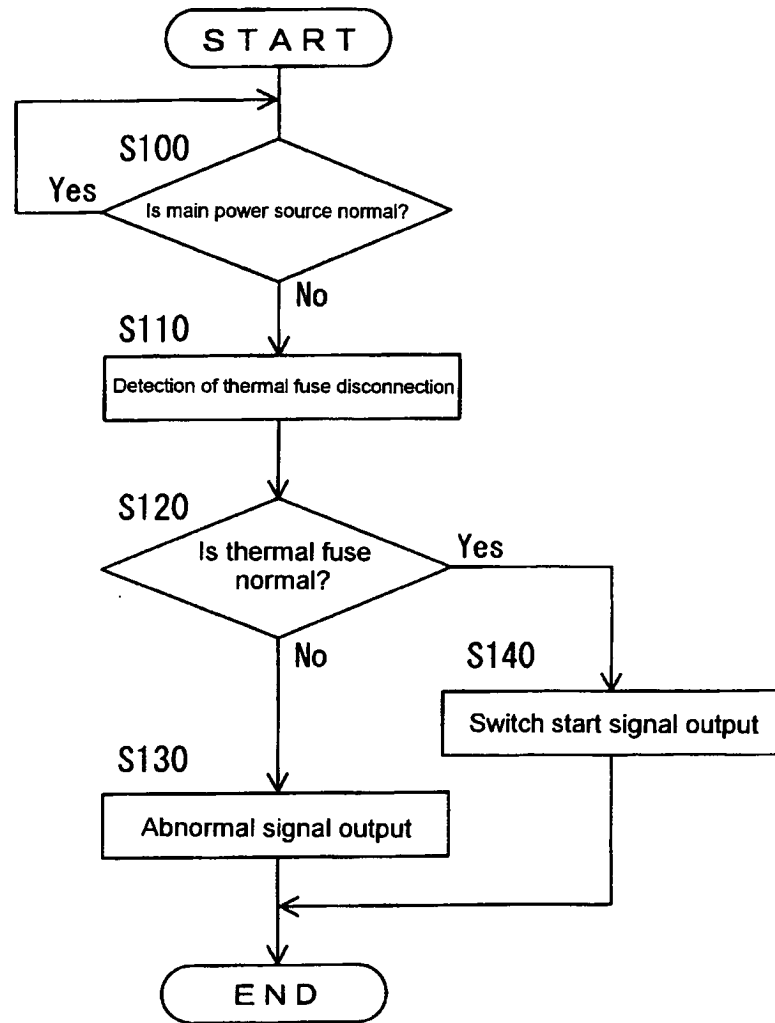 START
S100
Yes
Is main power source normal?
No
S110
Detection of thermal fuse disconnection
S120
Is thermal fuse
normal?
Yes
No
S140
Switch start signal output
S130
Abnormal signal output
END